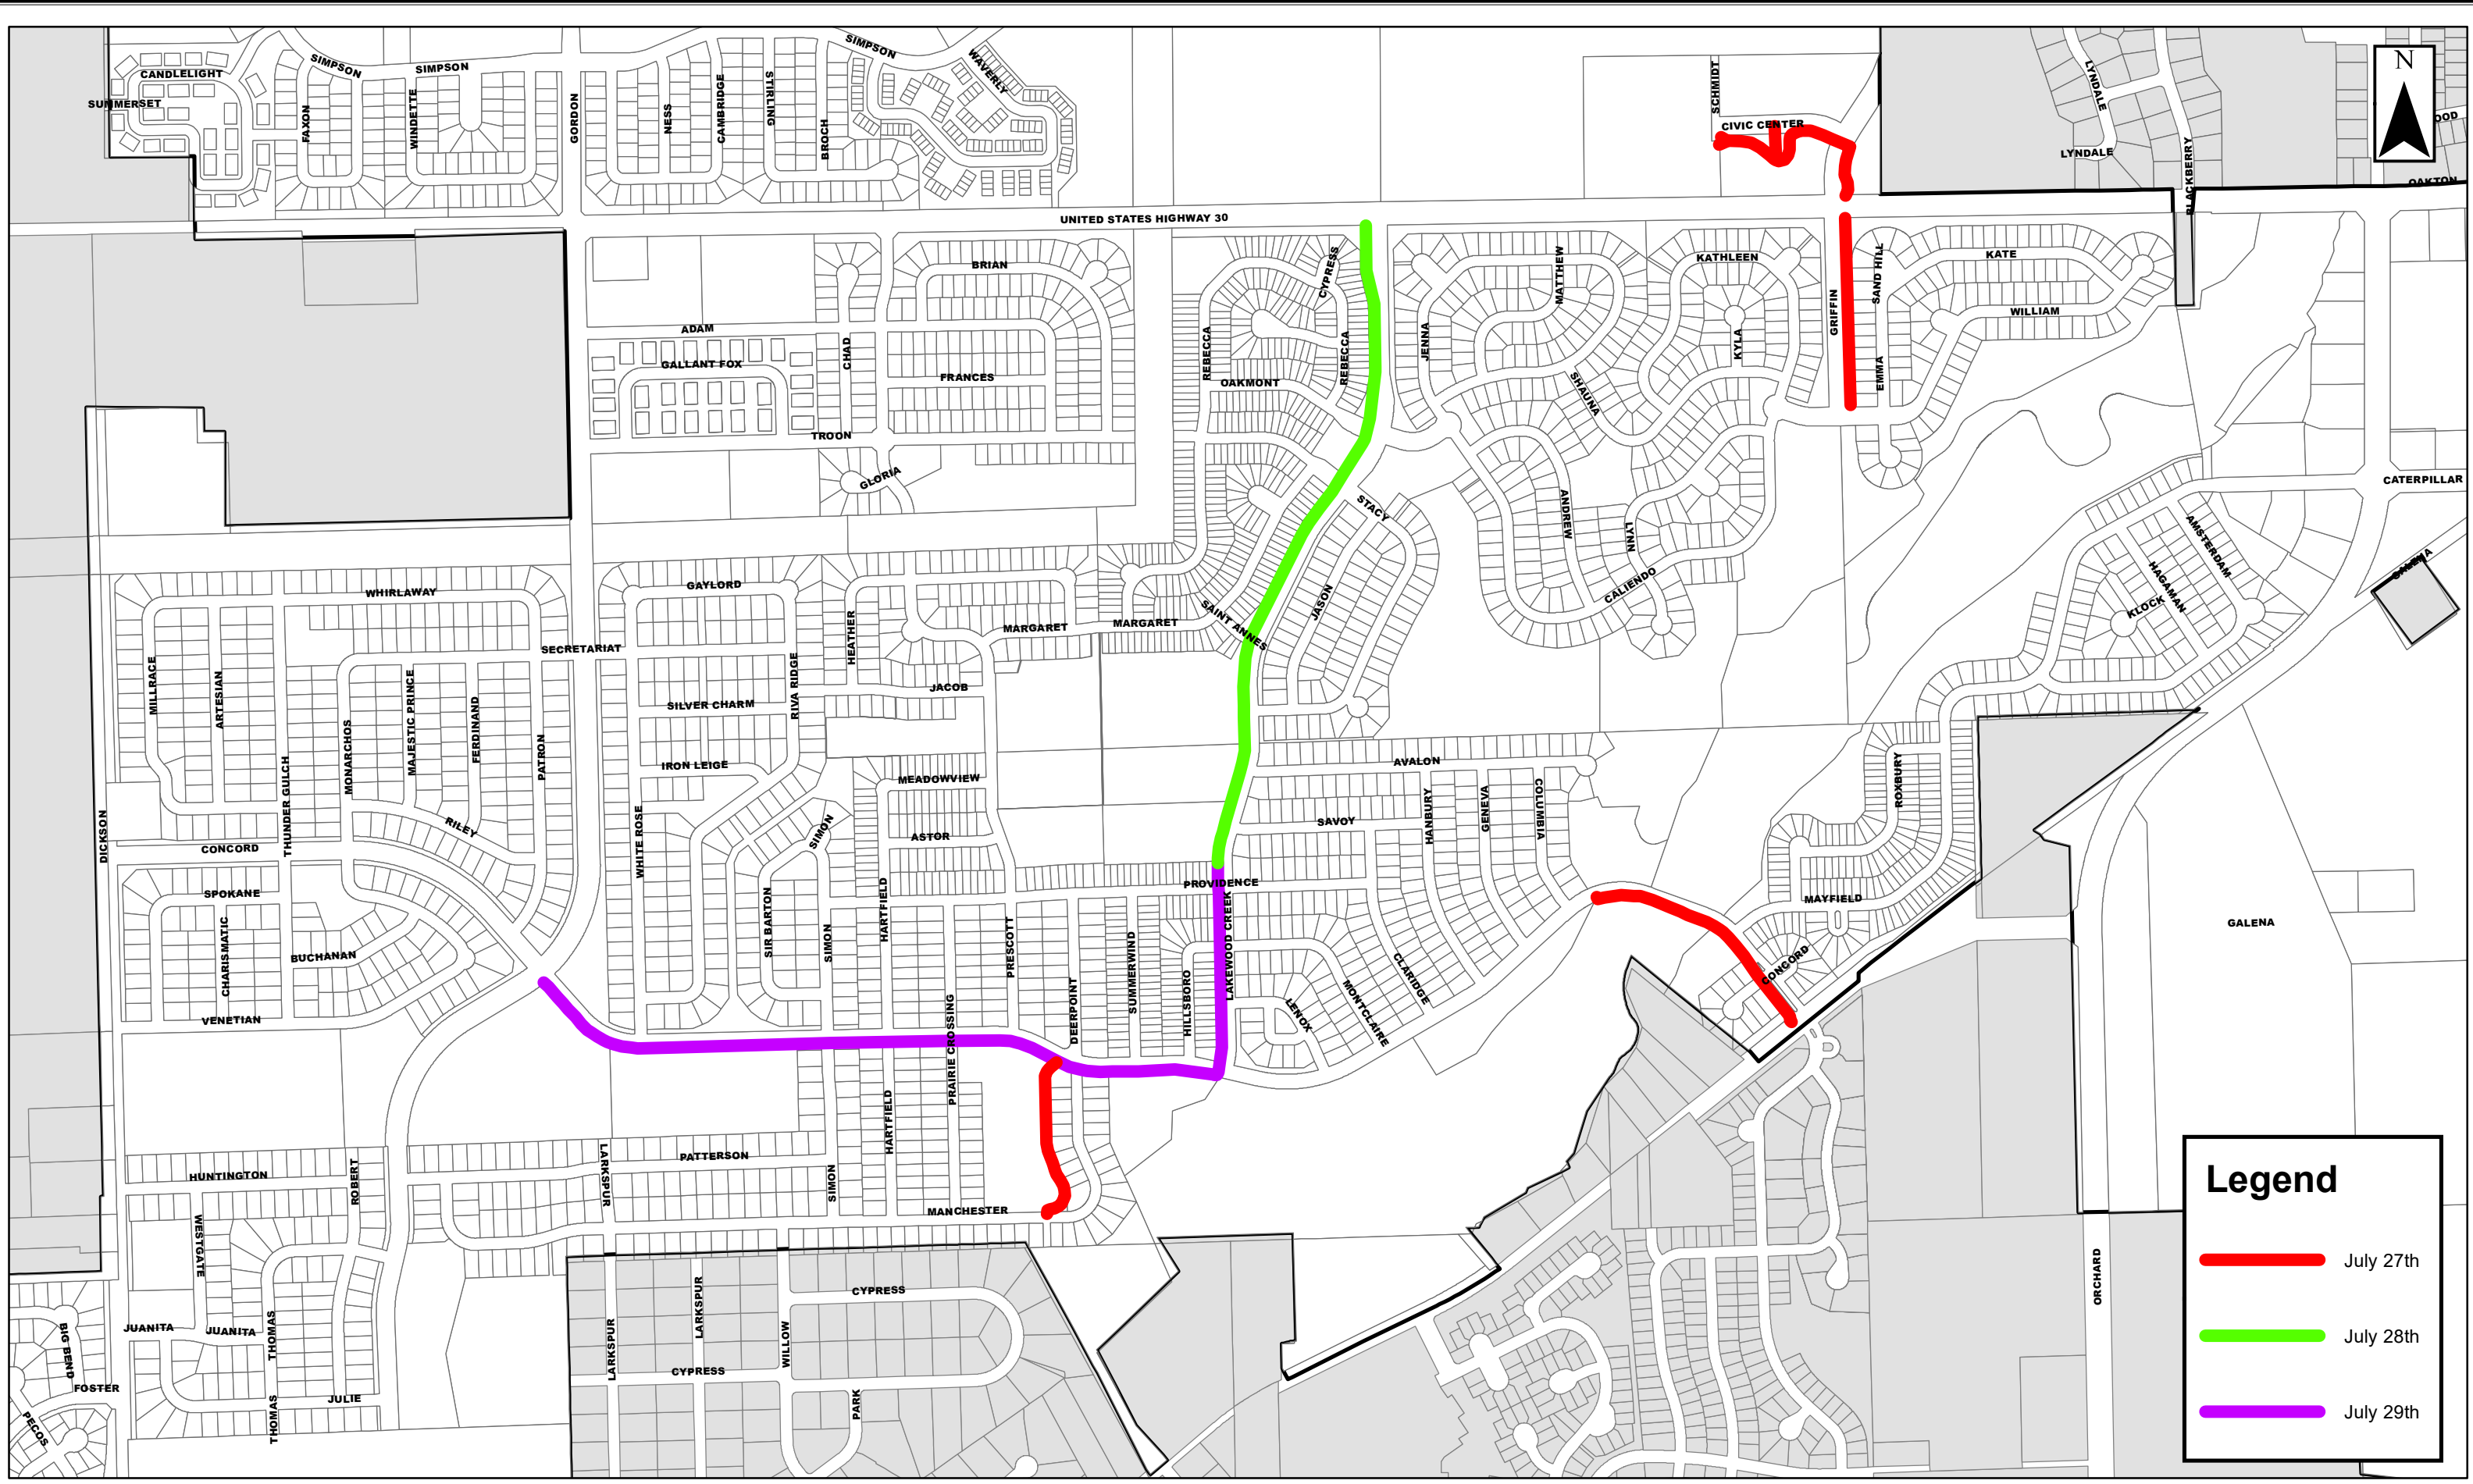 SIMPSON
SIMPSON
SIMPSON
WAVERLY
CANDLELIGHT
SUMMERSET
FAXON
WINDETTE
GORDON
NESS
CAMBRIDGE
STIRLING
BROCH
SCHMIDT
CIVIC CENTER
LYNDALE
LYNDALE
BLACKBERRY
N
OOD
OAKTON
UNITED STATES HIGHWAY 30
BRIAN
ADAM
GALLANT FOX
CHAD
FRANCES
TROON
GLORIA
REBECCA
CYPRESS
REBECCA
OAKMONT
JENNA
MATTHEW
SHAUNA
KATHLEEN
KYLA
GRIFFIN
SAND HILL
EMMA
KATE
WILLIAM
STACY
ANDREW
LYNN
CALIENDO
JASON
SAINT ANNES
CATERPILLAR
AMSTERDAM
HAGAMAN
KLOCK
GALENA
WHIRLAWAY
GAYLORD
SECRETARIAT
HEATHER
MARGARET
MARGARET
MILLRACE
ARTESIAN
THUNDER GULCH
MONARCHOS
MAJESTIC PRINCE
FERDINAND
PATRON
RIVA RIDGE
JACOB
SILVER CHARM
IRON LEIGE
MEADOWVIEW
AVALON
ROXBURY
DICKSON
RILEY
CONCORD
WHITE ROSE
SIMON
ASTOR
SAVOY
HANBURY
GENEVA
COLUMBIA
SPOKANE
CHARISMATIC
BUCHANAN
VENETIAN
SIR BARTON
SIMON
HARTFIELD
PRESCOTT
PROVIDENCE
LAKEWOOD CREEK
MAYFIELD
GALENA
CONCORD
DEERPOINT
SUMMERWIND
HILLSBORO
LENOX
MONTCLAIRE
CLARIDGE
PRAIRIE CROSSING
HARTFIELD
HUNTINGTON
ROBERT
LARKSPUR
PATTERSON
SIMON
MANCHESTER
WESTGATE
THOMAS
JUANITA
JUANITA
BIG BEND
FOSTER
PECOS
THOMAS
JULIE
LARKSPUR
LARKSPUR
WILLOW
CYPRESS
CYPRESS
PARK
ORCHARD
Legend
July 27th
July 28th
July 29th